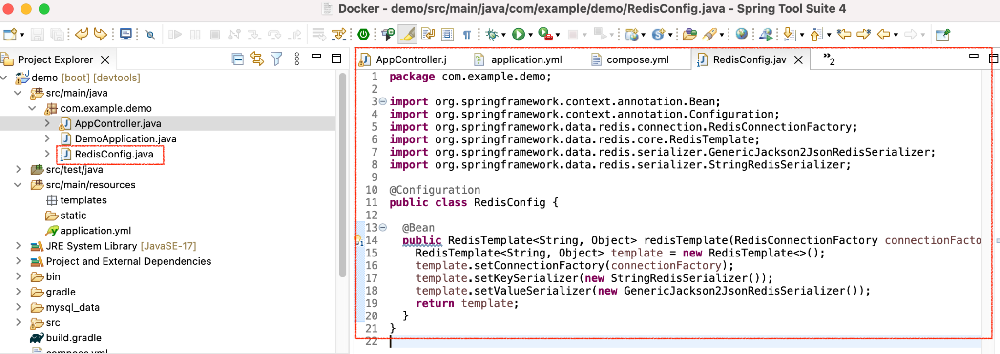 Docker - demo/src/main/java/com/example/demo/RedisConfig.java - Spring Tool Suite 4
Project Explorer
demo [boot] [devtools]
src/main/java
com.example.demo
AppController.java
DemoApplication.java
RedisConfig.java
src/test/java
src/main/resources
templates
static
application.yml
JRE System Library [JavaSE-17]
Project and External Dependencies
bin
gradle
mysql_data
src
build.gradle
compose.yml
AppController.j application.yml compose.yml RedisConfig.jav »2
1 package com.example.demo;
2
3 import org.springframework.context.annotation.Bean;
4 import org.springframework.context.annotation.Configuration;
5 import org.springframework.data.redis.connection.RedisConnectionFactory;
6 import org.springframework.data.redis.core.RedisTemplate;
7 import org.springframework.data.redis.serializer.GenericJackson2JsonRedisSerializer;
8 import org.springframework.data.redis.serializer.StringRedisSerializer;
9
10 @Configuration
11 public class RedisConfig {
12
13 @Bean
14 public RedisTemplate<String, Object> redisTemplate(RedisConnectionFactory connectionFacto
15 RedisTemplate<String, Object> template = new RedisTemplate<>();
16 template.setConnectionFactory(connectionFactory);
17 template.setKeySerializer(new StringRedisSerializer());
18 template.setValueSerializer(new GenericJackson2JsonRedisSerializer());
19 return template;
20 }
21 }
22